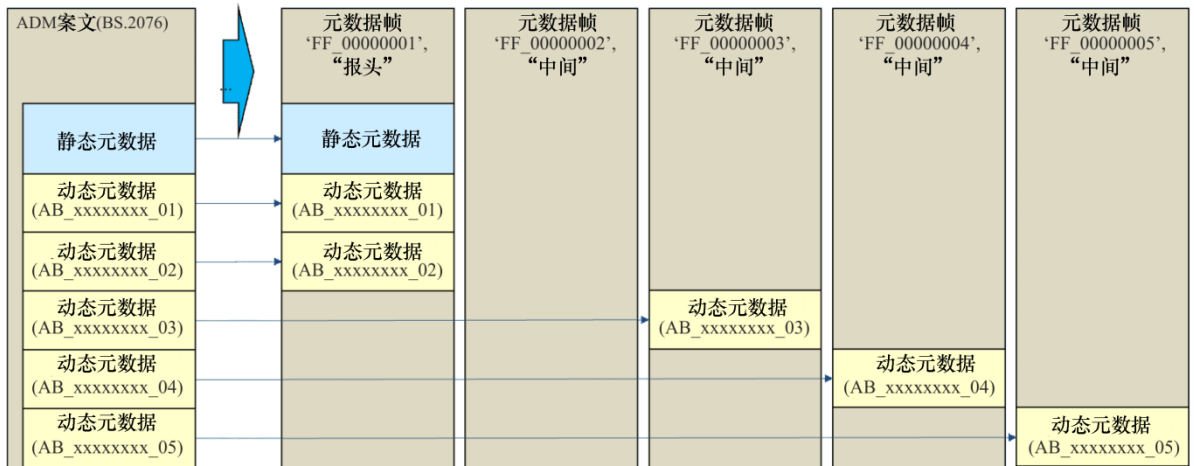 ADM案文(BS.2076)
静态元数据
动态元数据
(AB_xxxxxxxx_01)
动态元数据
(AB_xxxxxxxx_02)
动态元数据
(AB_xxxxxxxx_03)
动态元数据
(AB_xxxxxxxx_04)
动态元数据
(AB_xxxxxxxx_05)
...
元数据帧
‘FF_00000001’,
“报头”
静态元数据
动态元数据
(AB_xxxxxxxx_01)
动态元数据
(AB_xxxxxxxx_02)
元数据帧
‘FF_00000002’,
“中间”
元数据帧
‘FF_00000003’,
“中间”
动态元数据
(AB_xxxxxxxx_03)
元数据帧
‘FF_00000004’,
“中间”
动态元数据
(AB_xxxxxxxx_04)
元数据帧
‘FF_00000005’,
“中间”
动态元数据
(AB_xxxxxxxx_05)